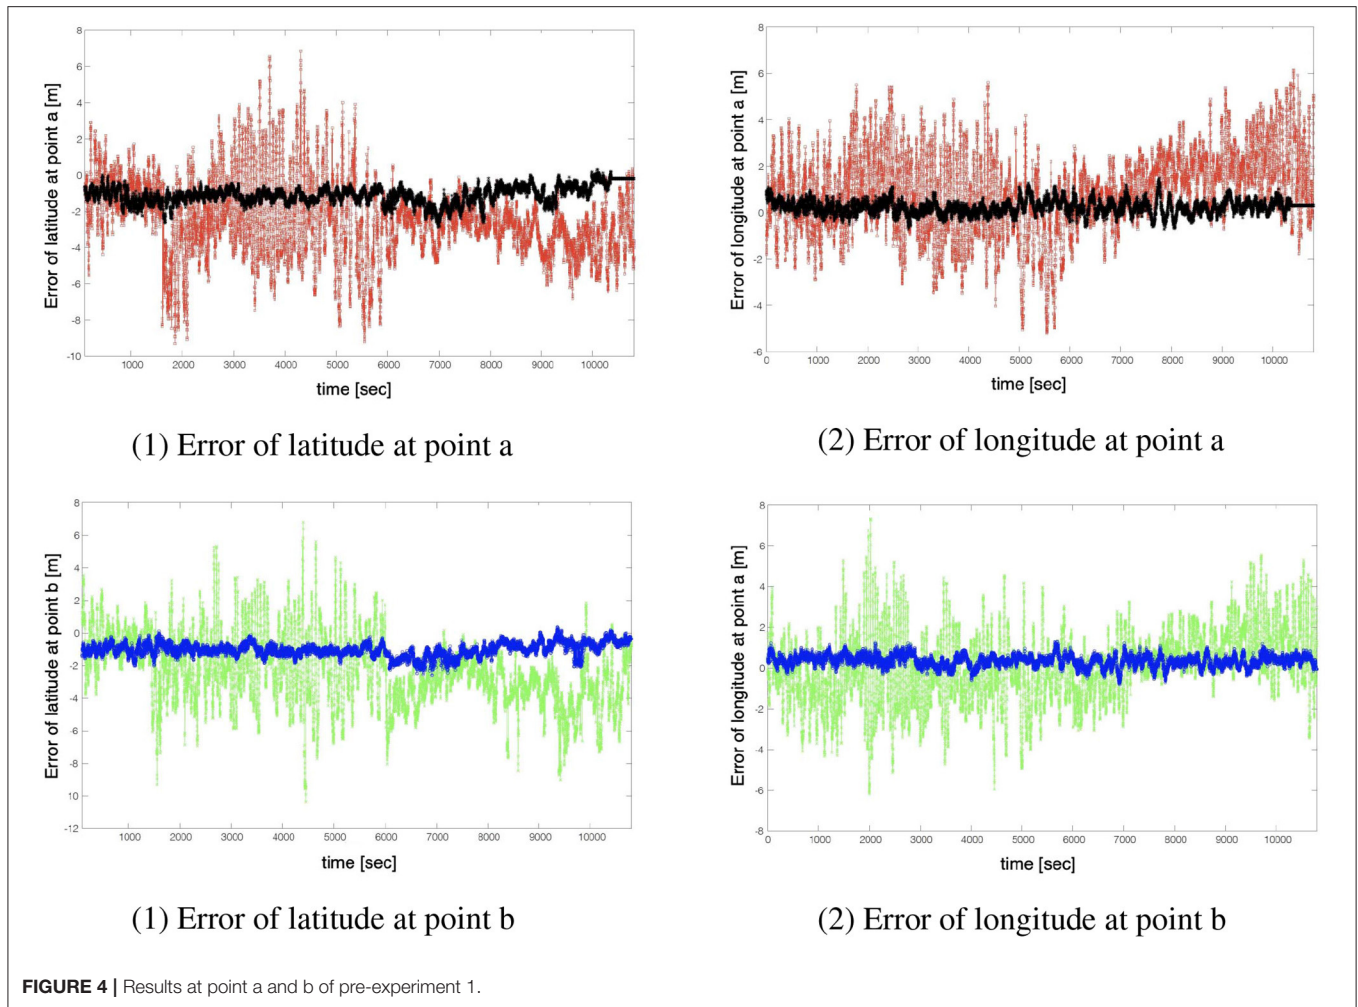 Error of latitude at point a [m]
8
6
4
2
0
-2
-4
-6
-8
-10
1000 2000 3000 4000 5000 6000 7000 8000 9000 10000
time [sec]
(1) Error of latitude at point a
Error of longitude at point a [m]
8
6
4
2
0
-2
-4
-6
0 1000 2000 3000 4000 5000 6000 7000 8000 9000 10000
time [sec]
(2) Error of longitude at point a
Error of latitude at point b [m]
8
6
4
2
0
-2
-4
-6
-8
10
-12
1000 2000 3000 4000 5000 6000 7000 8000 9000 10000
time [sec]
(1) Error of latitude at point b
Error of longitude at point a [m]
8
6
4
2
0
-2
-4
-6
-8
0 1000 2000 3000 4000 5000 6000 7000 8000 9000 10000
time [sec]
(2) Error of longitude at point b
FIGURE 4 | Results at point a and b of pre-experiment 1.